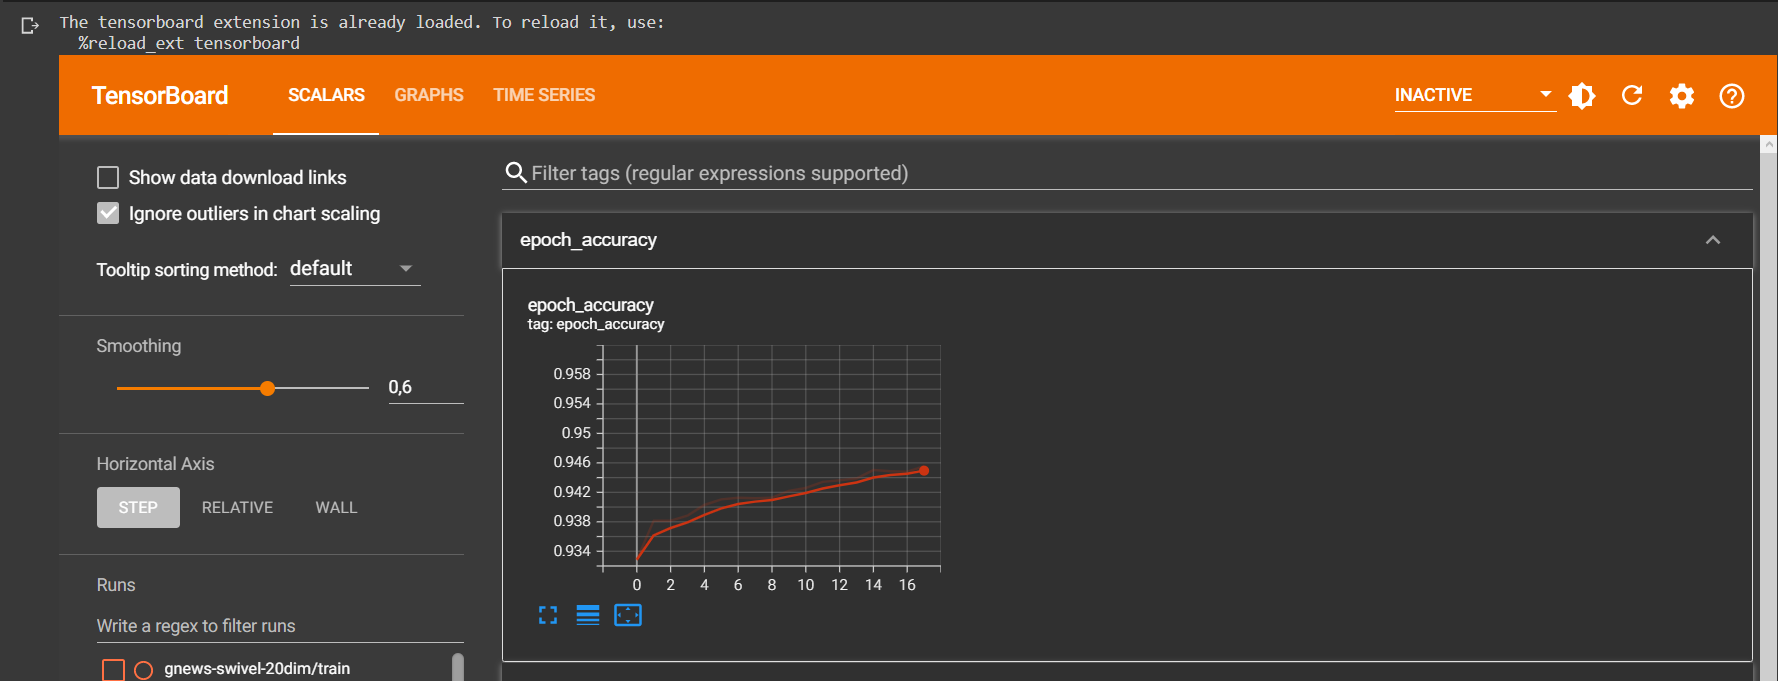 The tensorboard extension is already loaded. To reload it, use:
%reload_ext tensorboard
TensorBoard
SCALARS
GRAPHS
TIME SERIES
INACTIVE
Show data download links
Ignore outliers in chart scaling
Tooltip sorting method: default
Smoothing
0,6
Horizontal Axis
STEP
RELATIVE
WALL
Runs
Write a regex to filter runs
gnews-swivel-20dim/train
Filter tags (regular expressions supported)
epoch_accuracy
epoch_accuracy
tag: epoch_accuracy
0.958
0.954
0.95
0.946
0.942
0.938
0.934
0 2 4 6 8 10 12 14 16